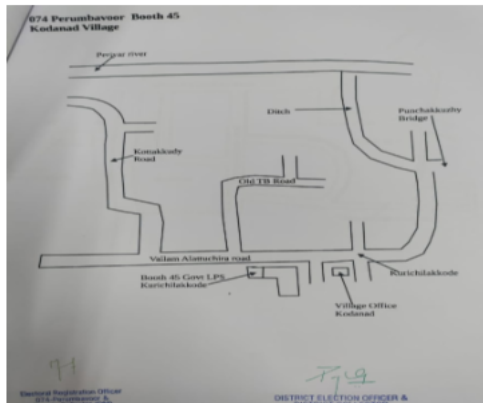 074 Perumbavoor Booth 45
Kodanad Village
Periyar river
Ditch
Punchakkuzhy
Bridge
Kottakkady
Road
Old TB Road
Vallam Alattuchira road
Booth 45 Govt LPS
Kurichilakkode
Kurichilakkode
Village Office
Kodanad
Electoral Registration Officer
074-Perumbavoor &
DISTRICT ELECTION OFFICER &